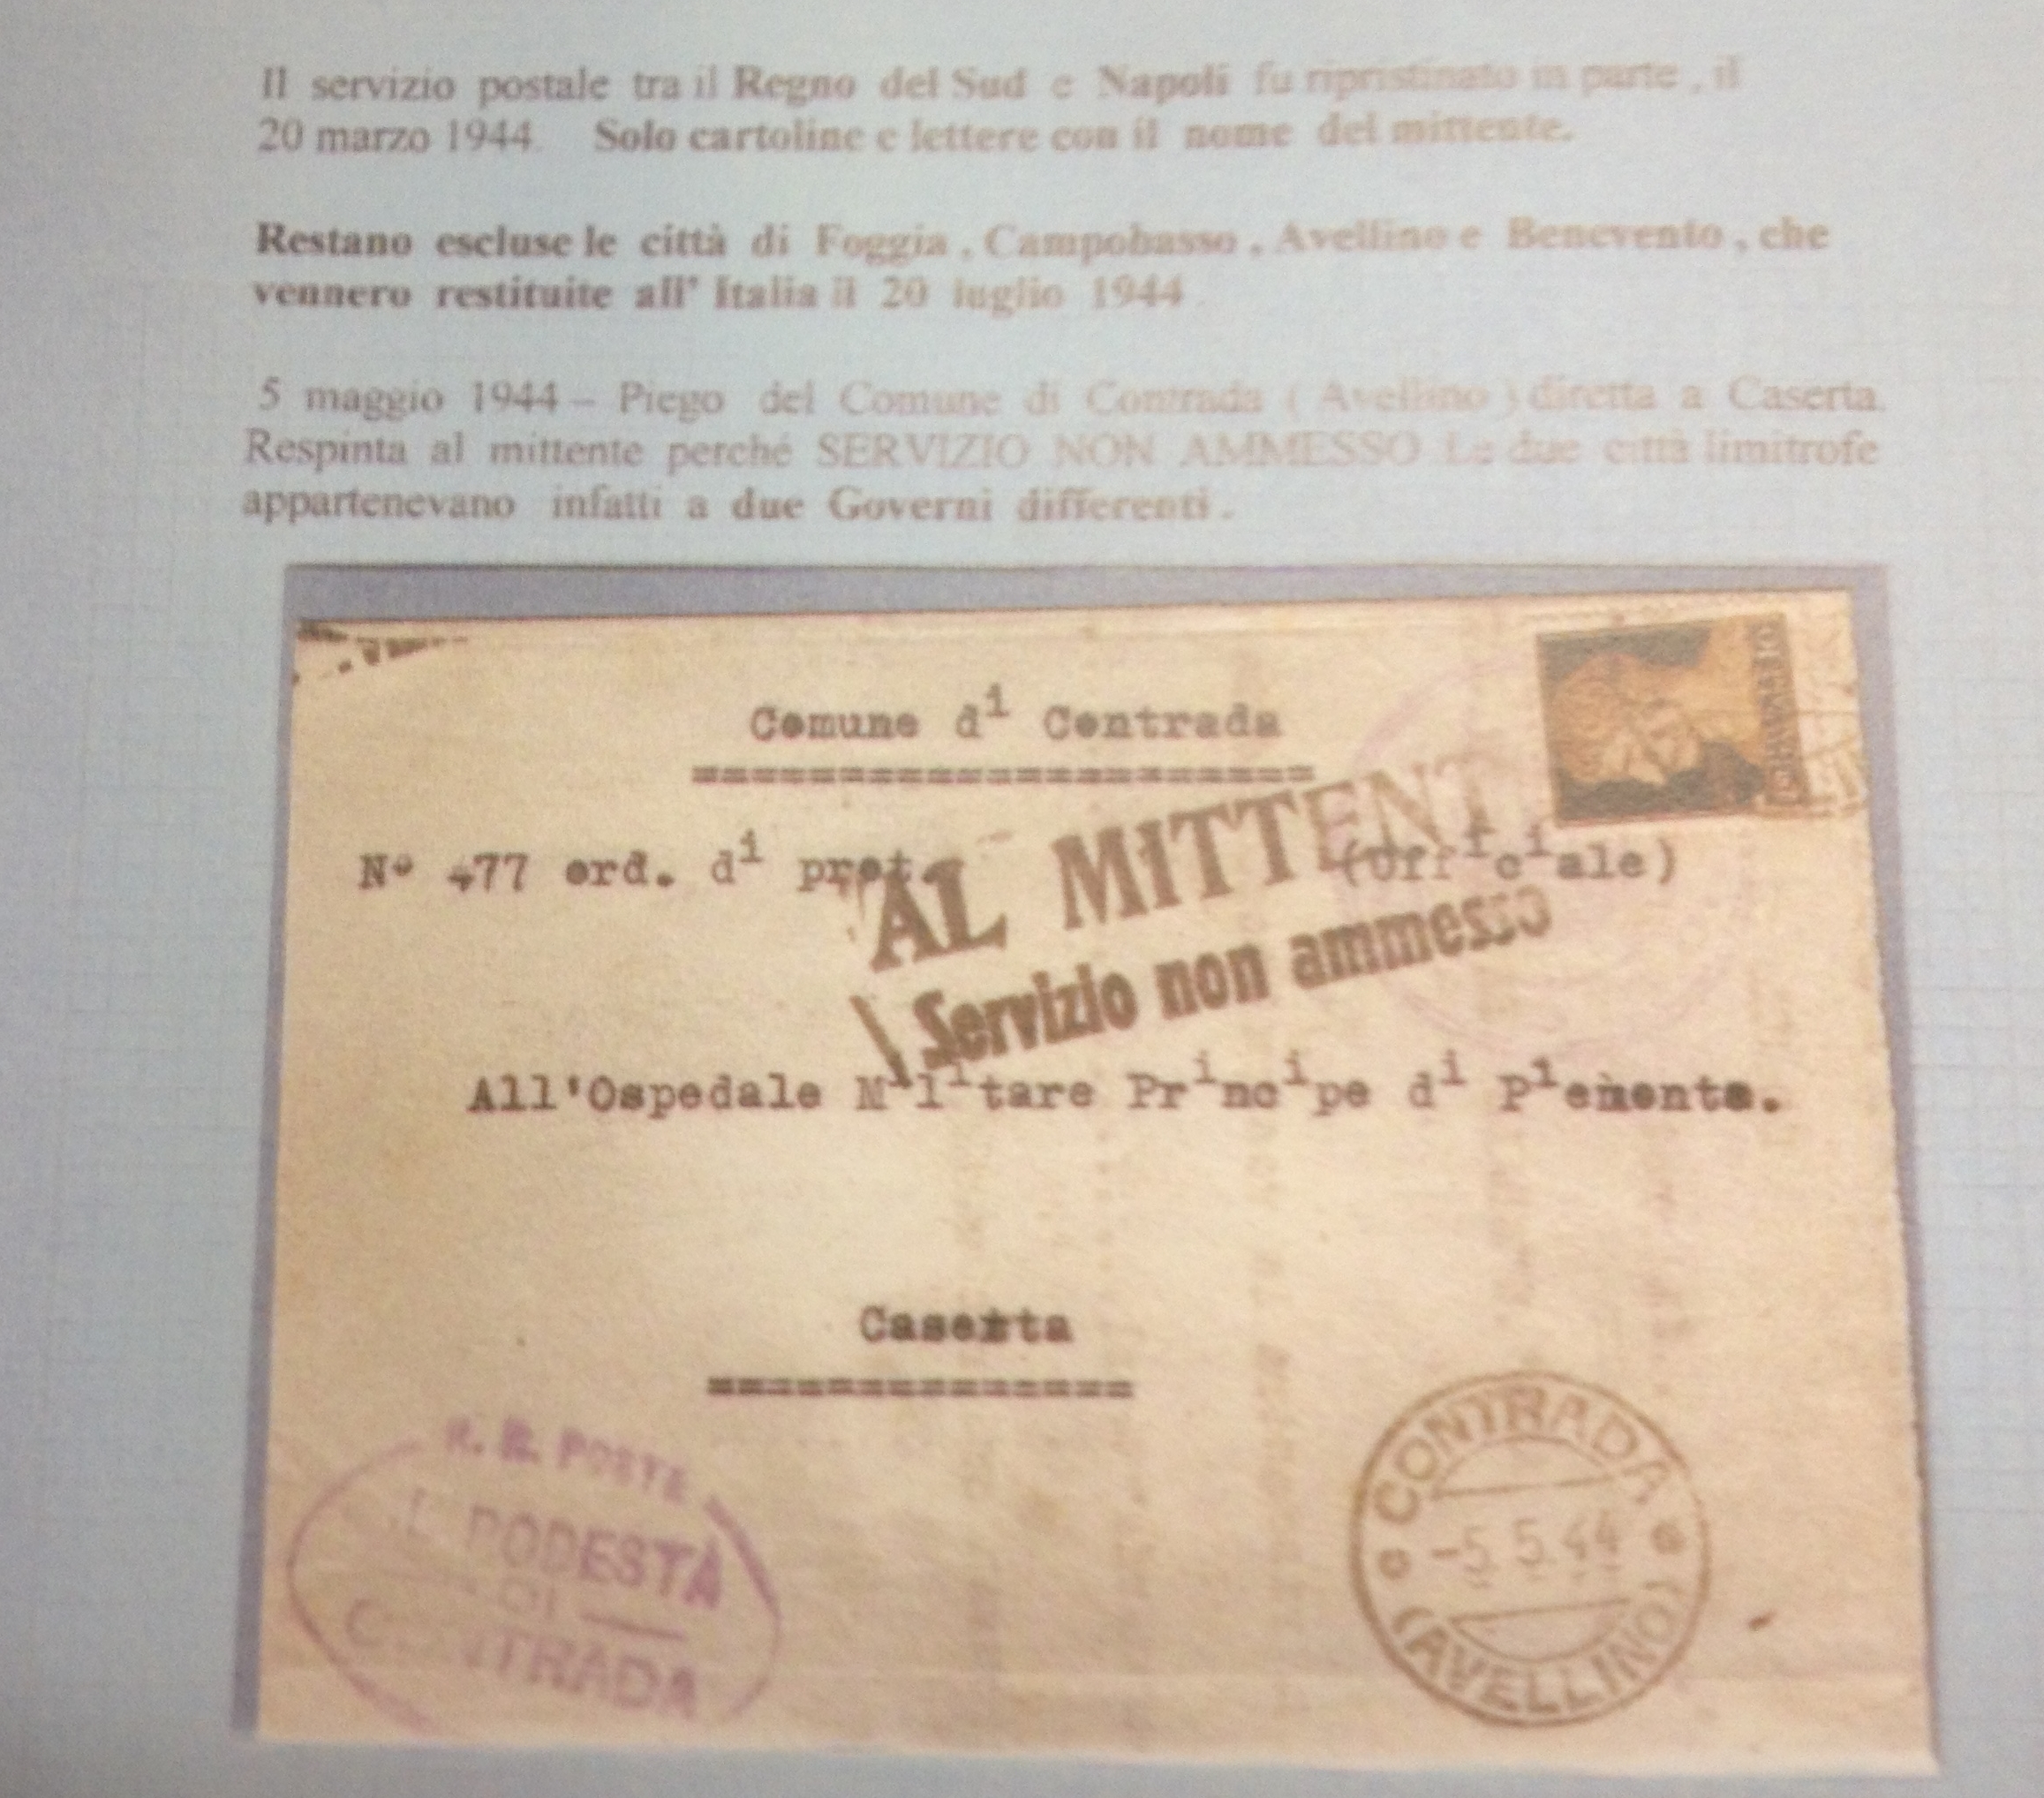 Il servizio postale tra il Regno del Sud e Napoli fu ripristinato in parte , il
20 marzo 1944. Solo cartoline e lettere con il nome del mittente.
Restano escluse le città di Foggia , Campobasso , Avellino e Benevento , che
vennero restituite all' Italia il 20 luglio 1944
5 maggio 1944 – Piego del Comune di Contrada ( Avellino ) diretta a Caserta.
Respinta al mittente perché SERVIZIO NON AMMESSO Le due città limitrofe
appartenevano infatti a due Governi differenti .
Comune di Contrada
=====================
N° 477 ord. di prot. (Ufficiale)
AL MITTENT
Servizio non ammesso
All'Ospedale Militare Principe di Piemonte.
Caserta
==============
R. R. POSTE
IL PODESTÀ
DI
CONTRADA
CONTRADA
-5.5.44
(AVELLINO)